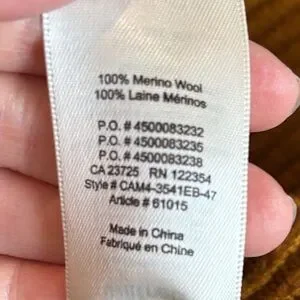 100% Merino Wool
100% Laine Mérinos
P.O. # 4500083232
P.O. # 4500083235
P.O. # 4500083238
CA 23725 RN 122354
Style # CAM4-3541EB-47
Article # 61015
Made in China
Fabriqué en Chine